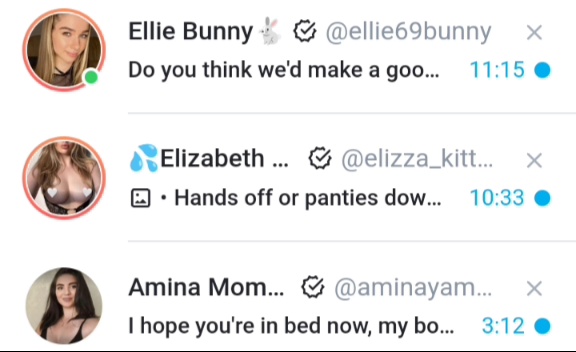 Ellie Bunny🐇 @ellie69bunny
Do you think we'd make a goo... 11:15
💦Elizabeth ... @elizza_kitt...
• Hands off or panties dow... 10:33
Amina Mom... @aminayam...
I hope you're in bed now, my bo... 3:12